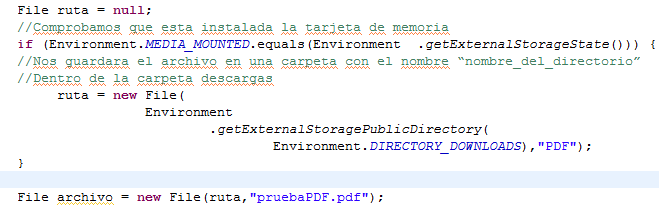 File ruta = null;
//Comprobamos que esta instalada la tarjeta de memoria
if (Environment.MEDIA_MOUNTED.equals(Environment .getExternalStorageState())) {
//Nos guardara el archivo en una carpeta con el nombre “nombre_del_directorio”
//Dentro de la carpeta descargas
ruta = new File(
Environment
.getExternalStoragePublicDirectory(
Environment.DIRECTORY_DOWNLOADS),"PDF");
}
File archivo = new File(ruta,"pruebaPDF.pdf");